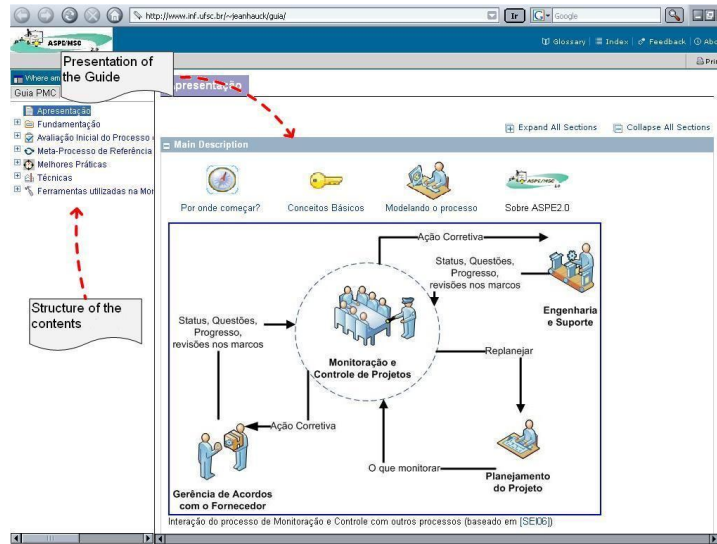 http://www.inf.ufsc.br/~jeanhauck/guia/
Ir
Google
ASPE/MSC
2.0
Glossary | Index | Feedback |
Presentation of
the Guide
Where
Guia PMC
Apresentação
Expand All Sections
Collapse All Sections
Apresentação
Fundamentação
Avaliação Inicial do Processo
Meta-Processo de Referência
Melhores Práticas
Técnicas
Ferramentas utilizadas na
Structure of the
contents
Main Description
Por onde começar?
Conceitos Básicos
Modelando o processo
Sobre ASPE2.0
Ação Corretiva
Status, Questões,
Progresso,
revisões nos marcos
Engenharia
e Suporte
Status, Questões,
Progresso,
revisões nos marcos
Monitoração e
Controle de Projetos
Replanejar
Ação Corretiva
O que monitorar
Planejamento
do Projeto
Gerência de Acordos
com o Fornecedor
Interação do processo de Monitoração e Controle com outros processos (baseado em [SEI06])